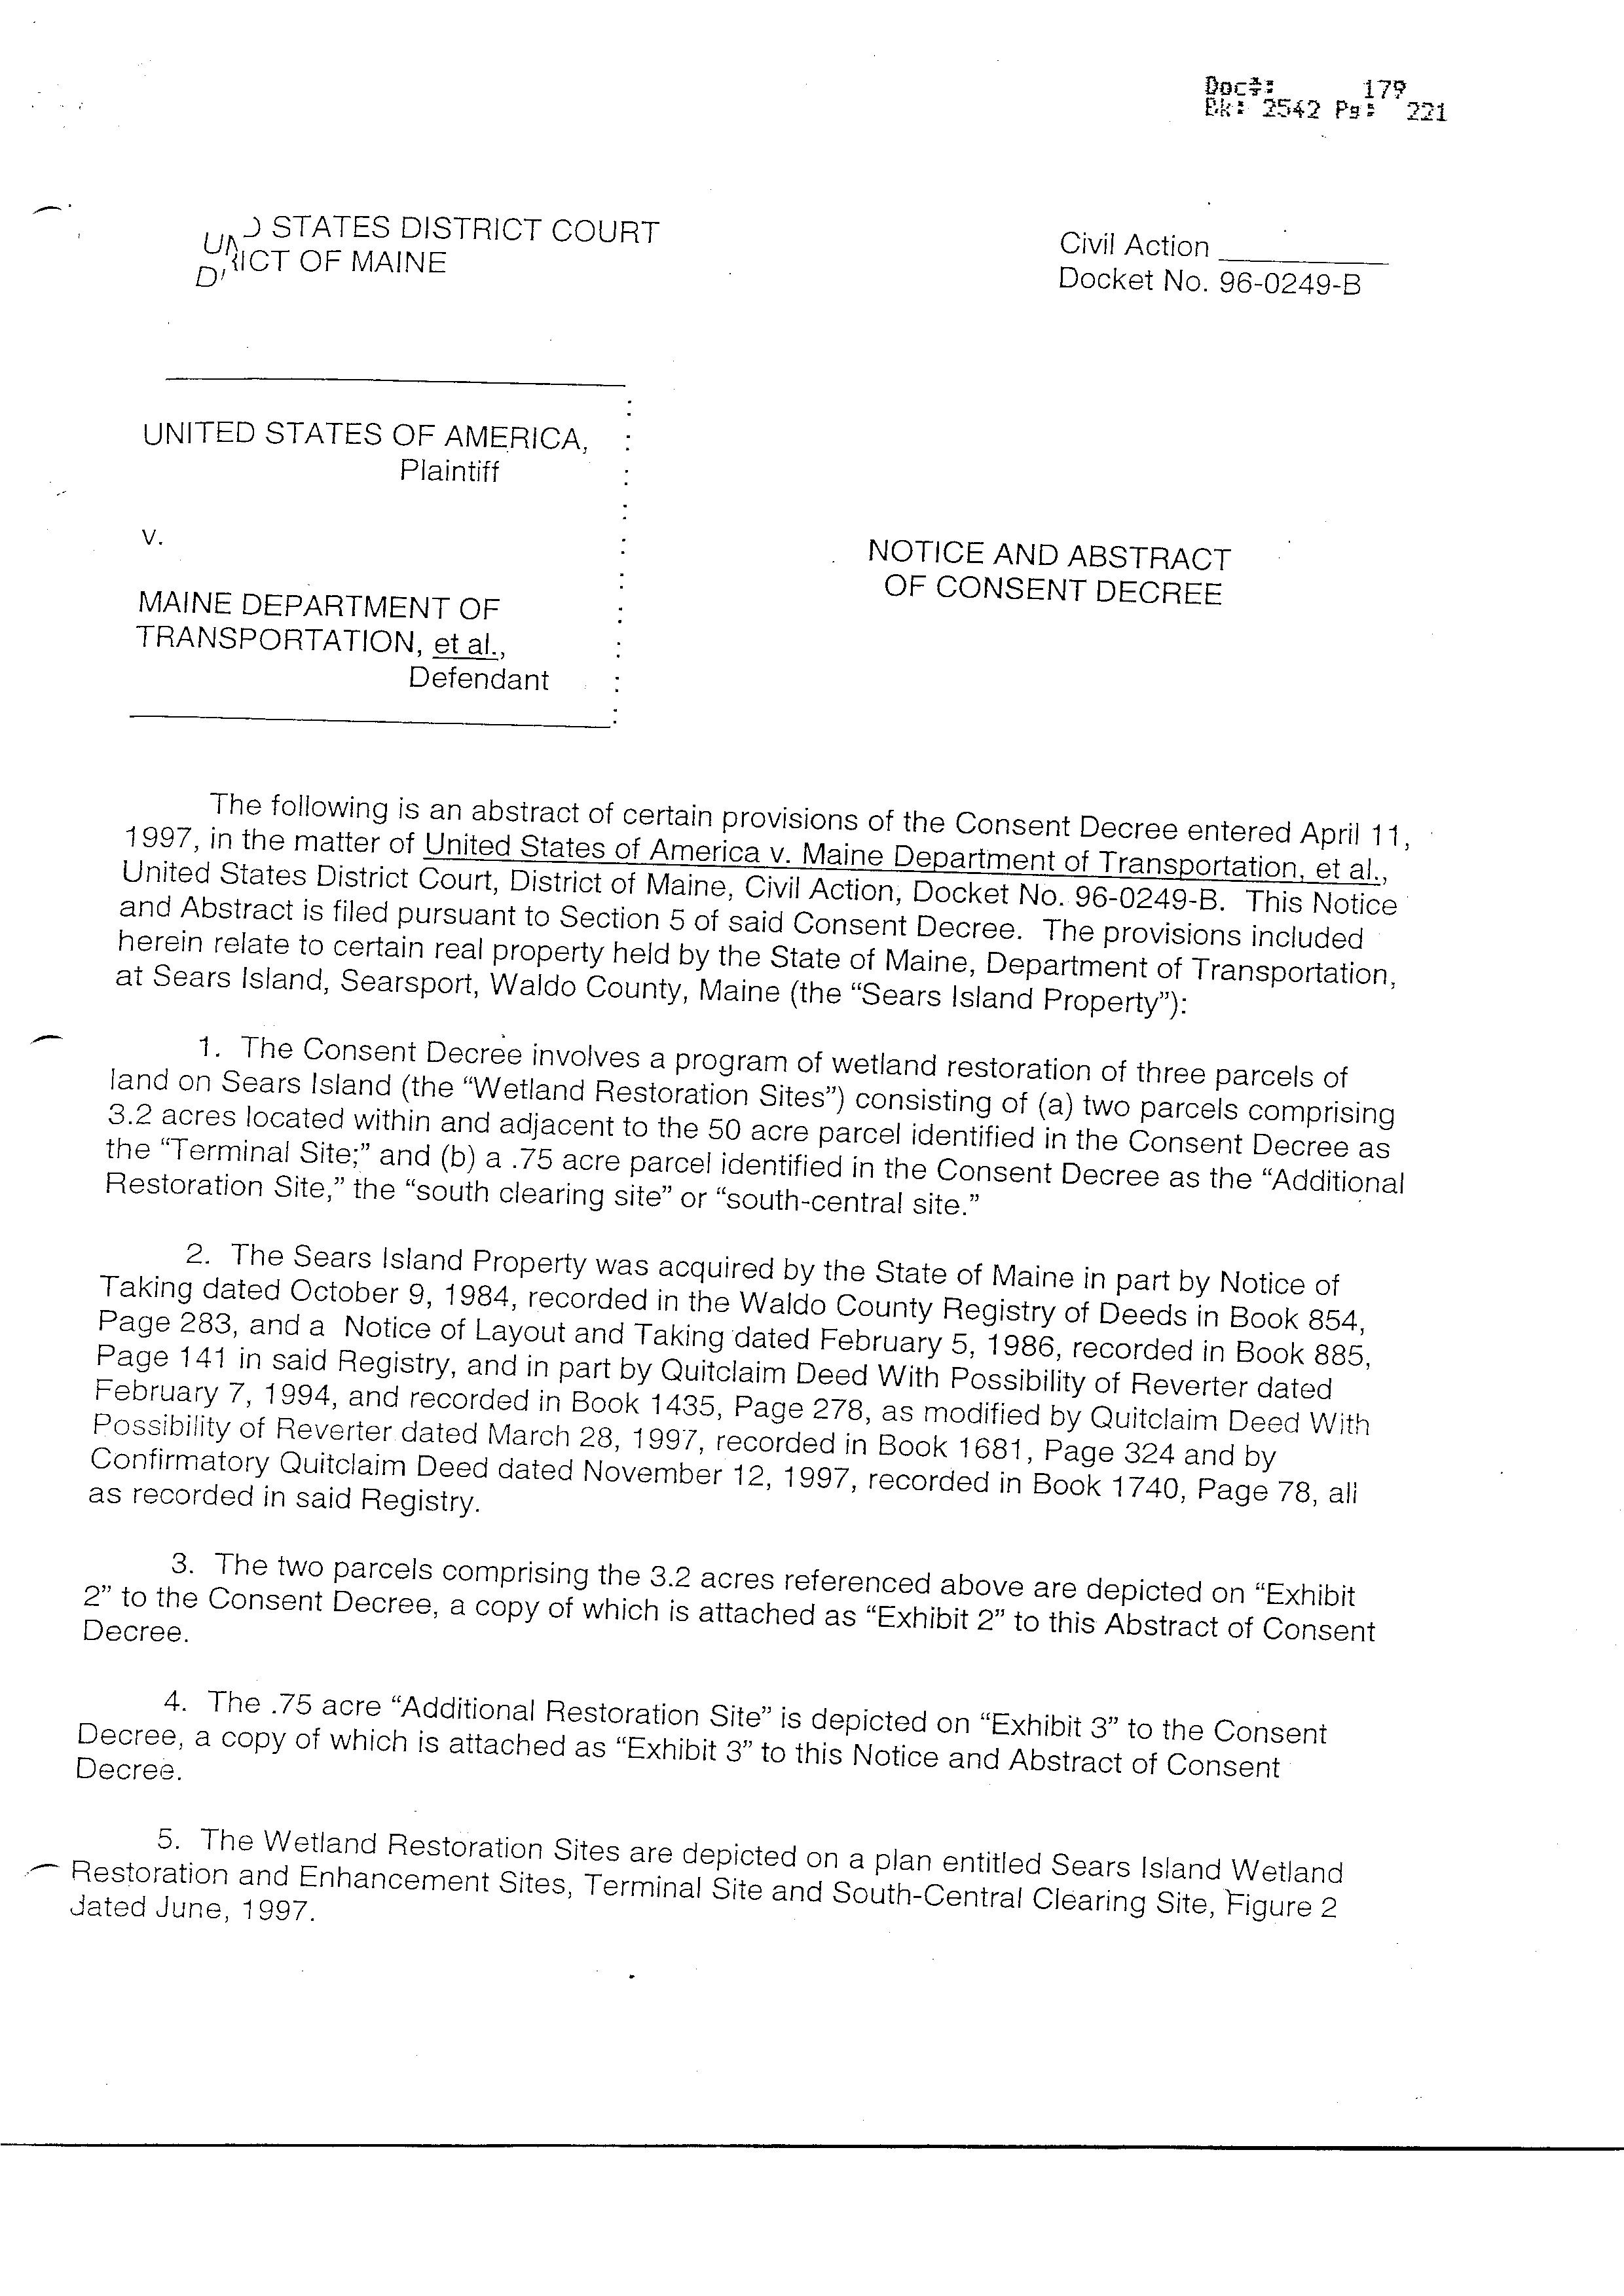 Doc#: 179
Bk: 2542 Pg: 221
STATES DISTRICT COURT
OF MAINE
Civil Action
Docket No. 96-0249-B
UNITED STATES OF AMERICA,
Plaintiff
v.
MAINE DEPARTMENT OF
TRANSPORTATION, et al.,
Defendant
NOTICE AND ABSTRACT
OF CONSENT DECREE
The following is an abstract of certain provisions of the Consent Decree entered April 11,
1997, in the matter of United States of America v. Maine Department of Transportation, et al.,
United States District Court, District of Maine, Civil Action, Docket No. 96-0249-B. This Notice
and Abstract is filed pursuant to Section 5 of said Consent Decree. The provisions included
herein relate to certain real property held by the State of Maine, Department of Transportation,
at Sears Island, Searsport, Waldo County, Maine (the “Sears Island Property”):
1. The Consent Decree involves a program of wetland restoration of three parcels of
land on Sears Island (the “Wetland Restoration Sites”) consisting of (a) two parcels comprising
3.2 acres located within and adjacent to the 50 acre parcel identified in the Consent Decree as
the “Terminal Site;” and (b) a .75 acre parcel identified in the Consent Decree as the “Additional
Restoration Site,” the “south clearing site” or “south-central site.”
2. The Sears Island Property was acquired by the State of Maine in part by Notice of
Taking dated October 9, 1984, recorded in the Waldo County Registry of Deeds in Book 854,
Page 283, and a Notice of Layout and Taking dated February 5, 1986, recorded in Book 885,
Page 141 in said Registry, and in part by Quitclaim Deed With Possibility of Reverter dated
February 7, 1994, and recorded in Book 1435, Page 278, as modified by Quitclaim Deed With
Possibility of Reverter dated March 28, 1997, recorded in Book 1681, Page 324 and by
Confirmatory Quitclaim Deed dated November 12, 1997, recorded in Book 1740, Page 78, all
as recorded in said Registry.
3. The two parcels comprising the 3.2 acres referenced above are depicted on “Exhibit
2” to the Consent Decree, a copy of which is attached as “Exhibit 2” to this Abstract of Consent
Decree.
4. The .75 acre “Additional Restoration Site” is depicted on “Exhibit 3” to the Consent
Decree, a copy of which is attached as “Exhibit 3” to this Notice and Abstract of Consent
Decree.
5. The Wetland Restoration Sites are depicted on a plan entitled Sears Island Wetland
Restoration and Enhancement Sites, Terminal Site and South-Central Clearing Site, Figure 2
dated June, 1997.